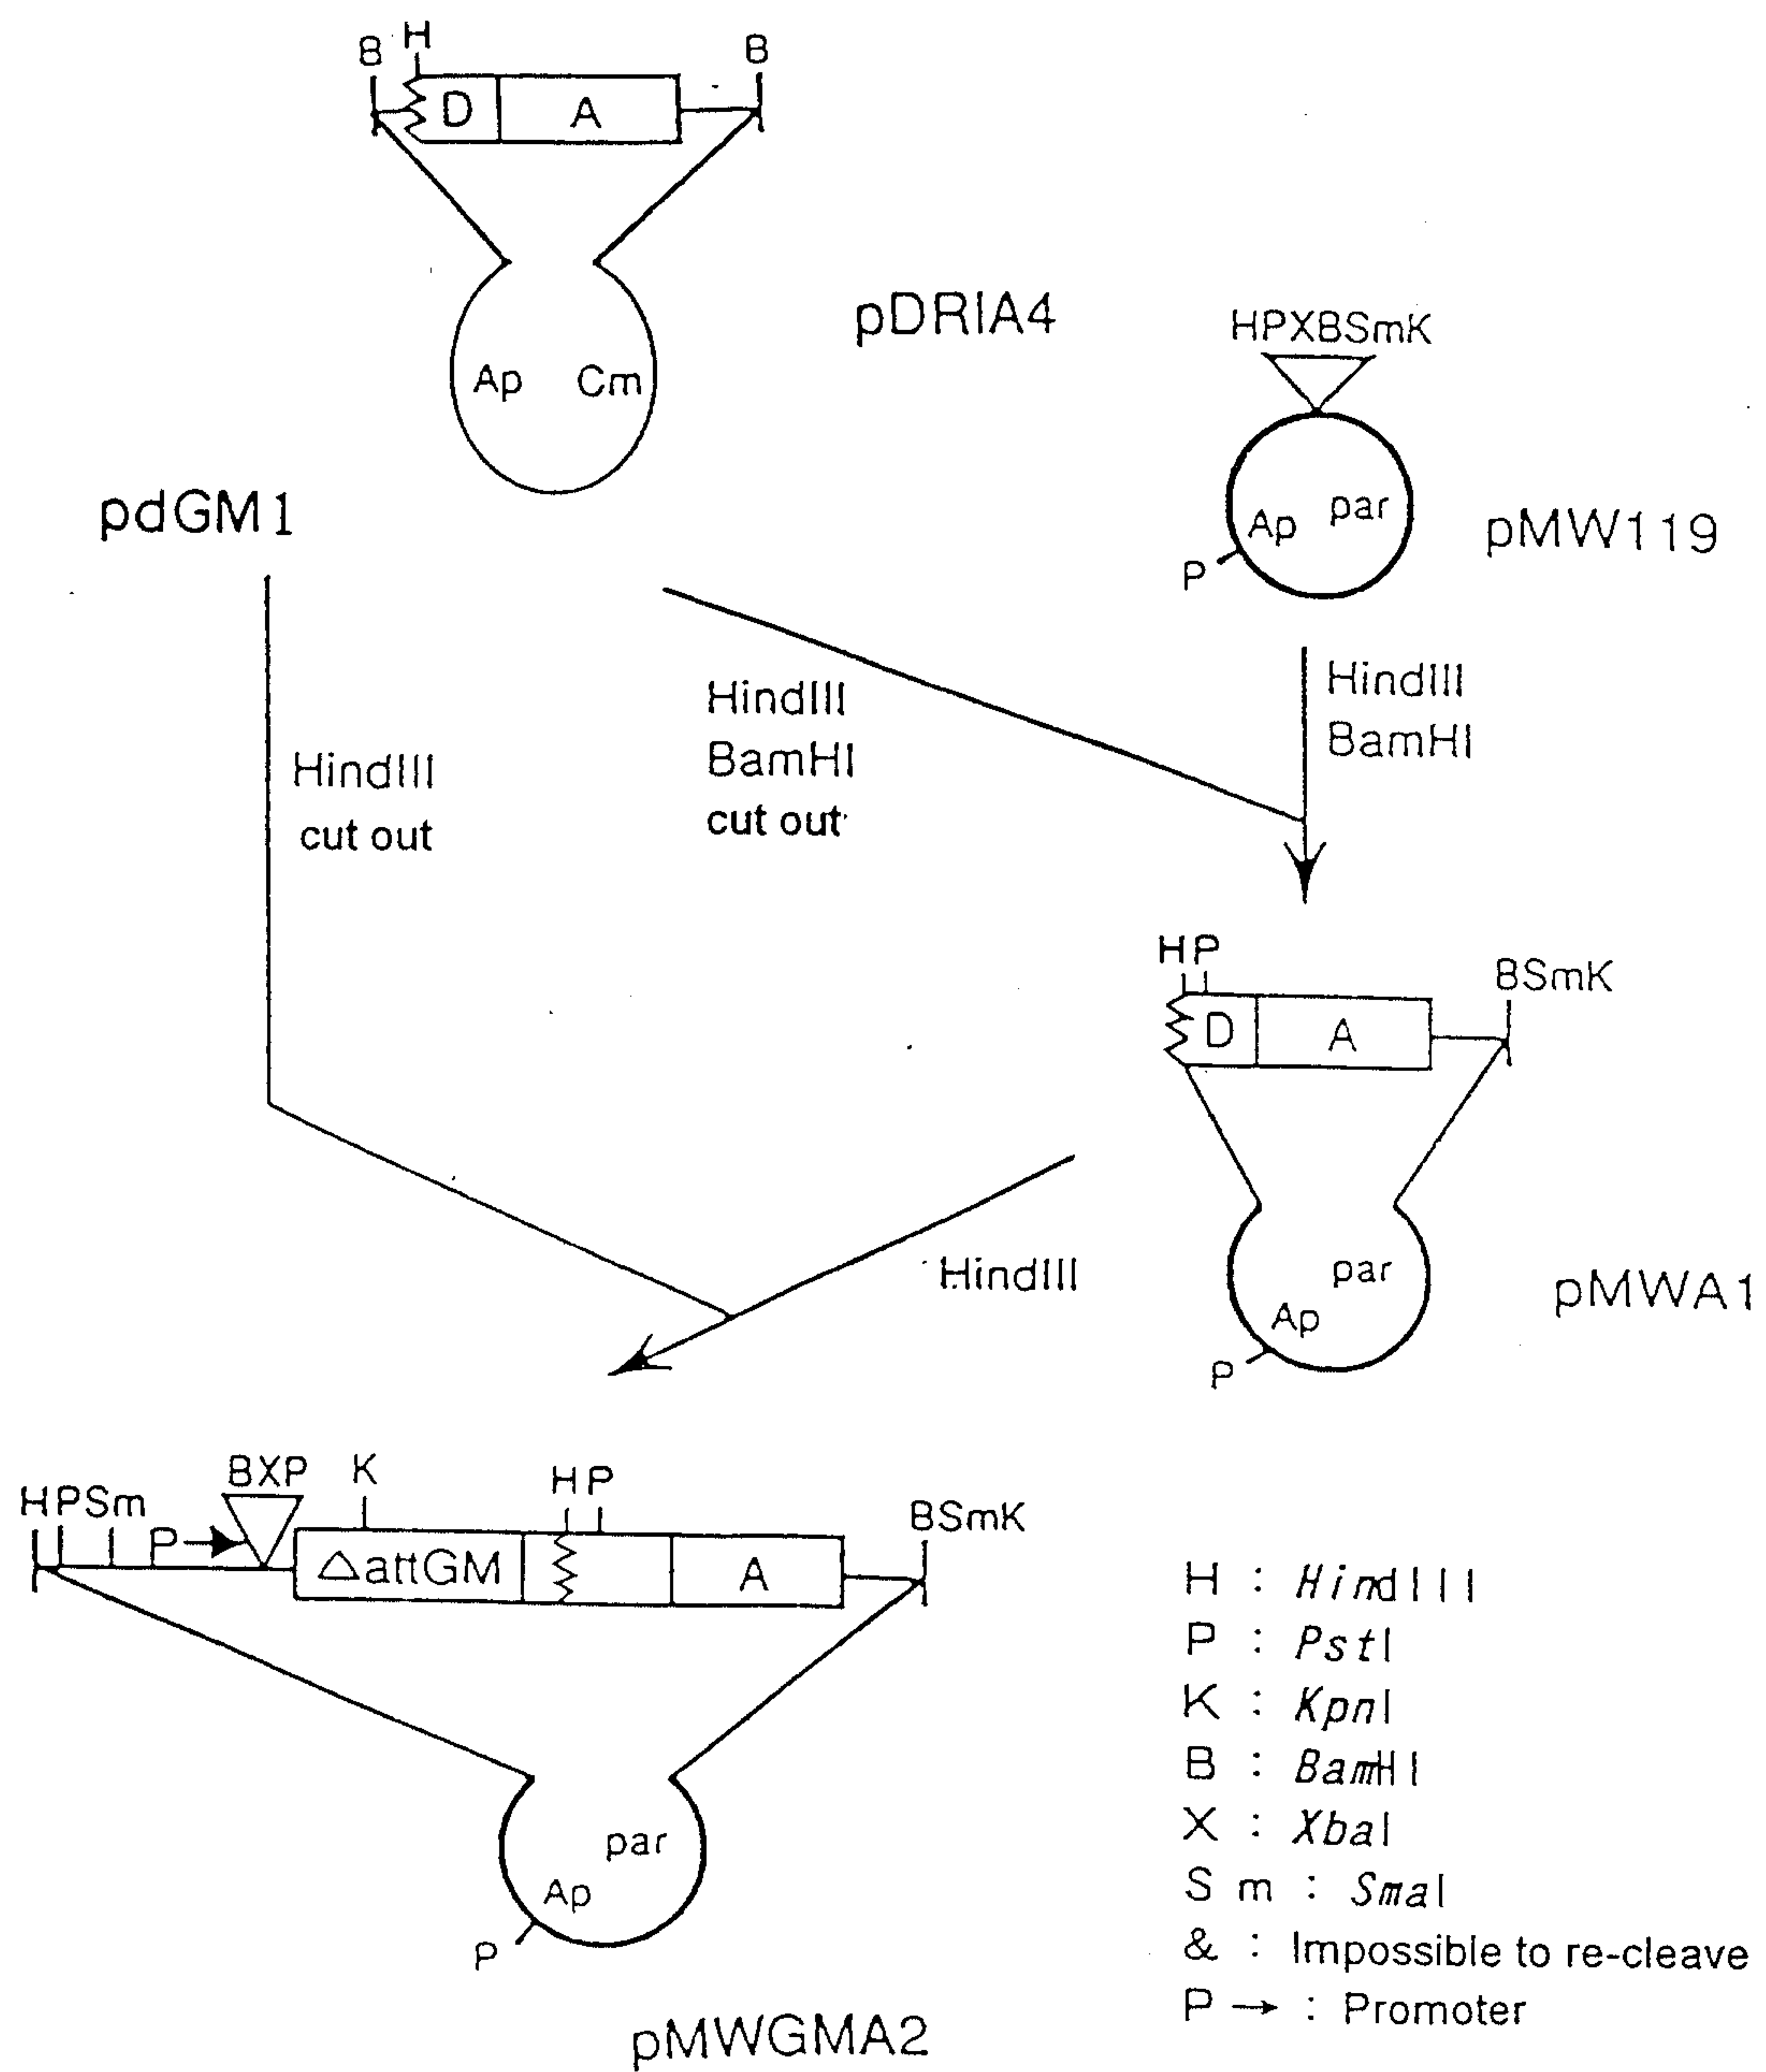 H
B
B
D A
pDRIA4
Ap Cm
HPXBSmK
pdGM1
Ap par
P
pMW119
HindIII
BamHI
cut out
HindIII
BamHI
HindIII
cut out
HP
BSmK
D A
HindIII
par
Ap
P
pMWA1
HPSm
P→
BXP
K
HP
BSmK
△attGM
A
par
Ap
P
pMWGMA2
H : HindIII
P : PstI
K : KpnI
B : BamHI
X : XbaI
Sm : SmaI
& : Impossible to re-cleave
P → : Promoter